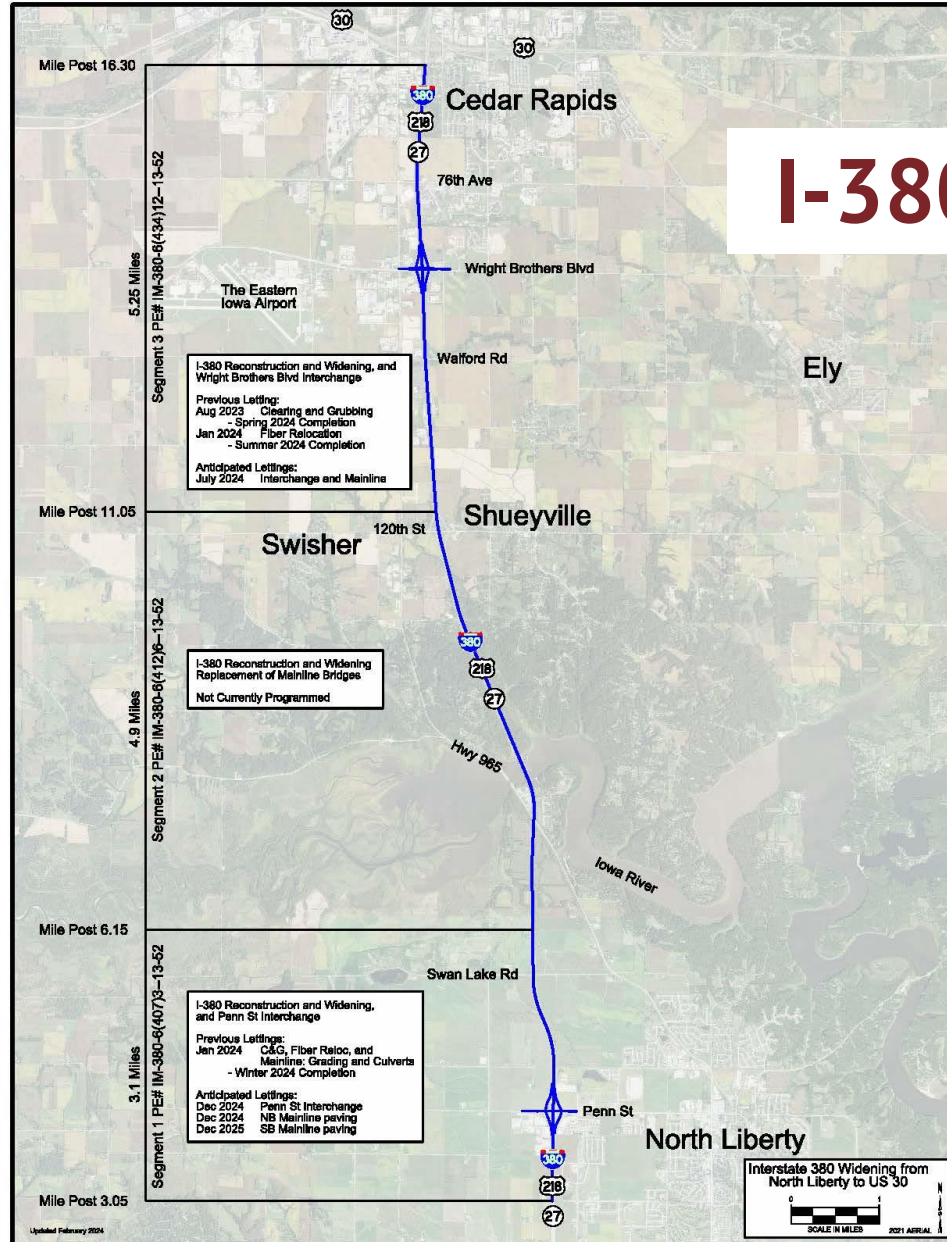 30
30
Mile Post 16.30
380
Cedar Rapids
218
27
I-380
76th Ave
Wright Brothers Blvd
The Eastern
Iowa Airport
5.25 Miles
Segment 3 PE# IM-380-6(434)12--13-52
Walford Rd
Ely
I-380 Reconstruction and Widening, and
Wright Brothers Blvd Interchange
Previous Letting:
Aug 2023 Clearing and Grubbing
- Spring 2024 Completion
Jan 2024 Fiber Relocation
- Summer 2024 Completion
Anticipated Lettings:
July 2024 Interchange and Mainline
Mile Post 11.05
120th St
Shueyville
Swisher
380
218
27
I-380 Reconstruction and Widening
Replacement of Mainline Bridges
Not Currently Programmed
4.9 Miles
Segment 2 PE# IM-380-6(412)6--13-52
Hwy 965
Iowa River
Mile Post 6.15
Swan Lake Rd
I-380 Reconstruction and Widening,
and Penn St Interchange
Previous Lettings:
Jan 2024 C&G, Fiber Reloc, and
Mainline: Grading and Culverts
- Winter 2024 Completion
Anticipated Lettings:
Dec 2024 Penn St Interchange
Dec 2024 NB Mainline paving
Dec 2025 SB Mainline paving
3.1 Miles
Segment 1 PE# IM-380-6(407)3--13-52
Penn St
North Liberty
380
218
27
Mile Post 3.05
Updated February 2024
Interstate 380 Widening from
North Liberty to US 30
0 1
SCALE IN MILES
2021 AERIAL
N